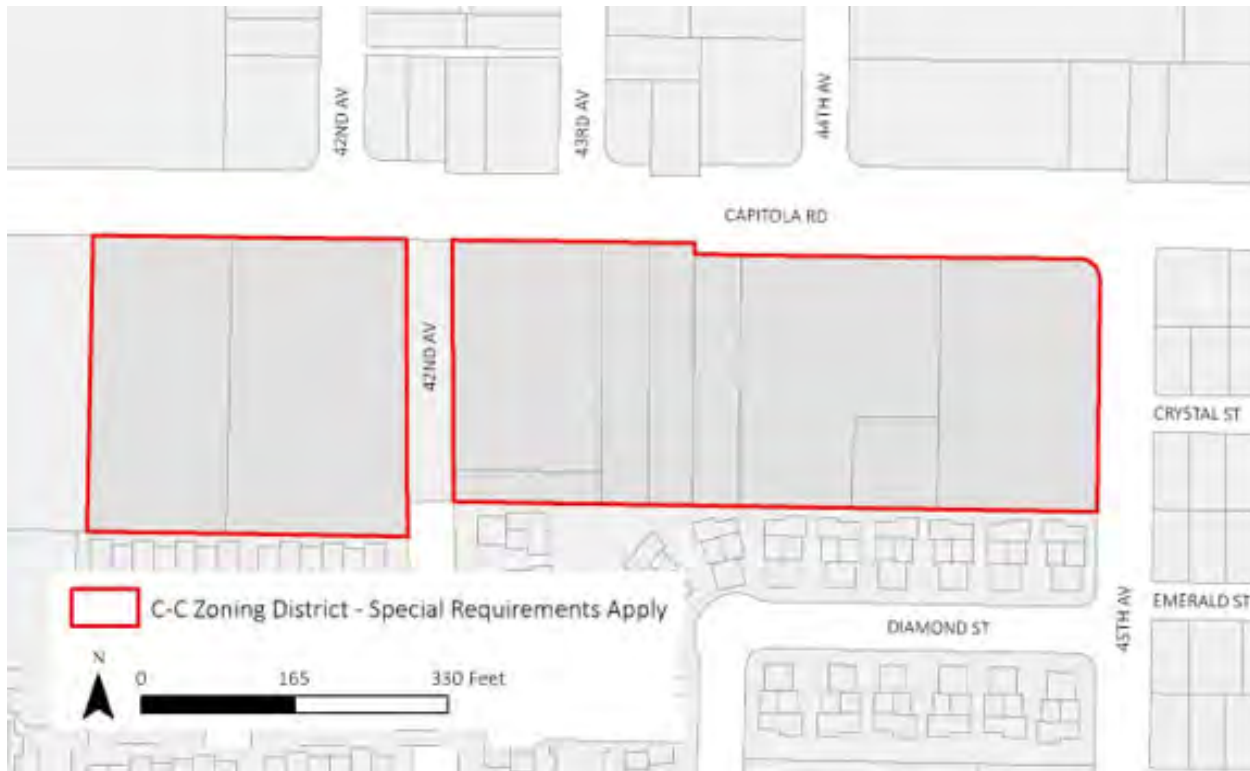 42ND AV
43RD AV
44TH AV
CAPITOLA RD
42ND AV
CRYSTAL ST
C-C Zoning District - Special Requirements Apply
EMERALD ST
DIAMOND ST
45TH AV
N
0 165 330 Feet